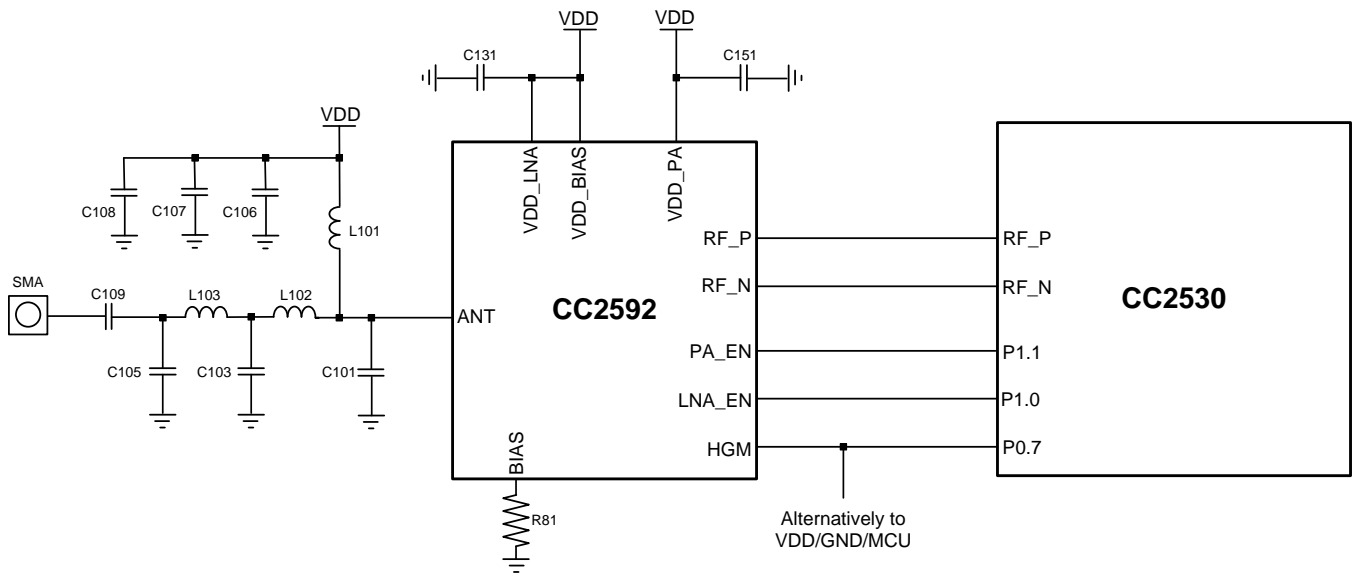 VDD
VDD
C131
C151
VDD
VDD_LNA
VDD_BIAS
VDD_PA
C108
C107
C106
L101
RF_P
RF_P
SMA
C109
L103
L102
RF_N
RF_N
CC2592
CC2530
ANT
PA_EN
P1.1
C105
C103
C101
LNA_EN
P1.0
HGM
P0.7
BIAS
R81
Alternatively to
VDD/GND/MCU